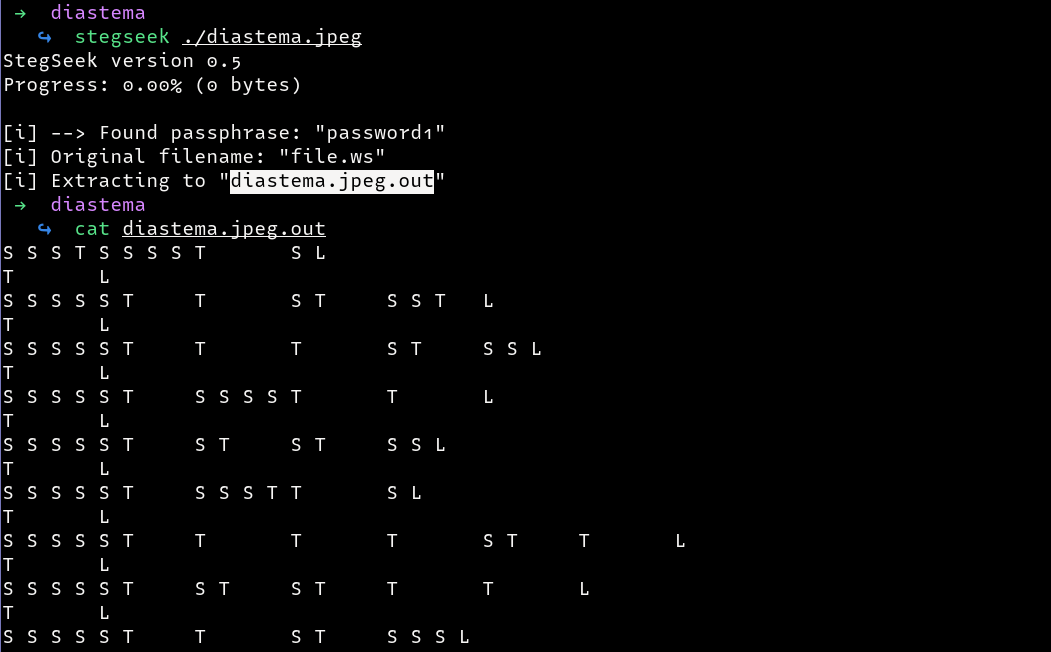 → diastema
↪ stegseek ./diastema.jpeg
StegSeek version 0.5
Progress: 0.00% (0 bytes)
[i] --> Found passphrase: "password1"
[i] Original filename: "file.ws"
[i] Extracting to "diastema.jpeg.out"
→ diastema
↪ cat diastema.jpeg.out
S S S T S S S S T S L
T L
S S S S S T T S T S S T L
T L
S S S S S T T T S T S S L
T L
S S S S S T S S S S T T L
T L
S S S S S T S T S T S S L
T L
S S S S S T S S S T T S L
T L
S S S S S T T T T S T T L
T L
S S S S S T S T S T T T L
T L
S S S S S T T S T S S S L